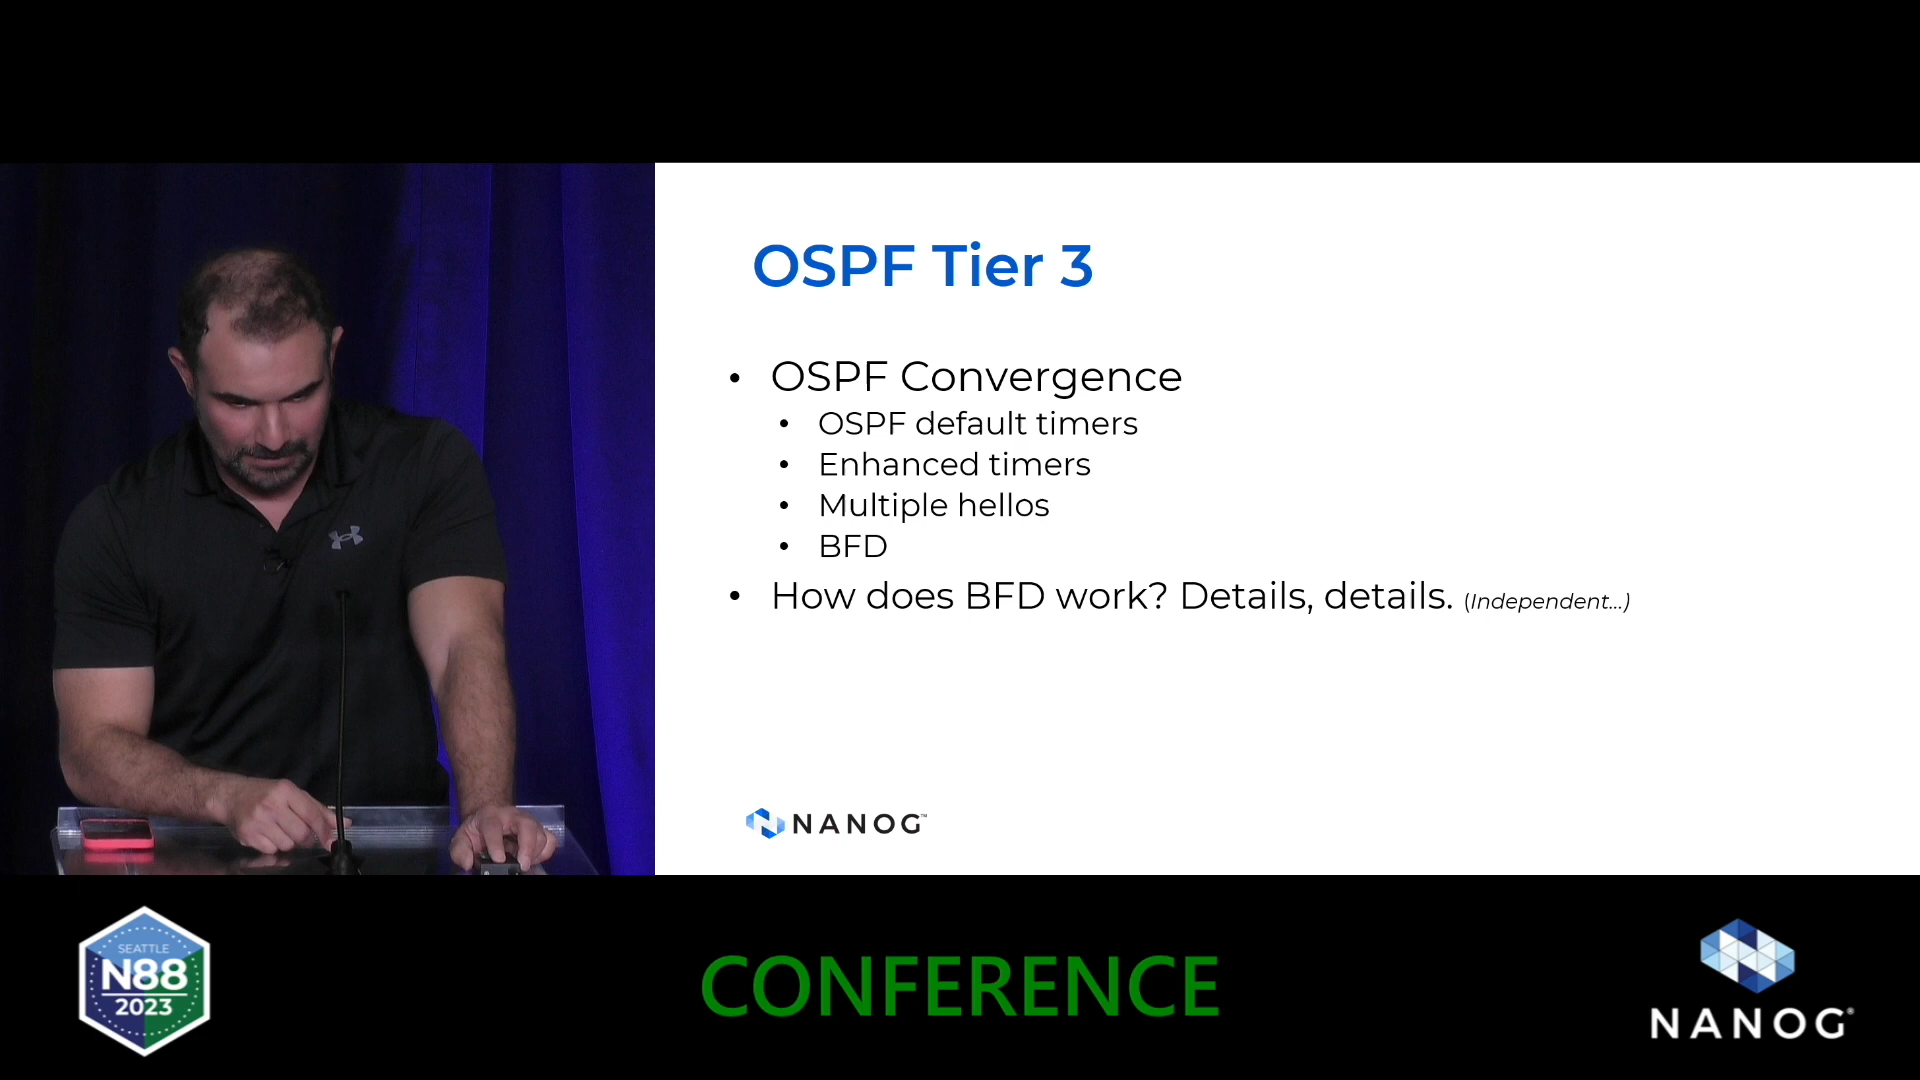 OSPF Tier 3
• OSPF Convergence
• OSPF default timers
• Enhanced timers
• Multiple hellos
• BFD
• How does BFD work? Details, details. (Independent...)
NANOG™
SEATTLE
N88
2023
CONFERENCE
NANOG®